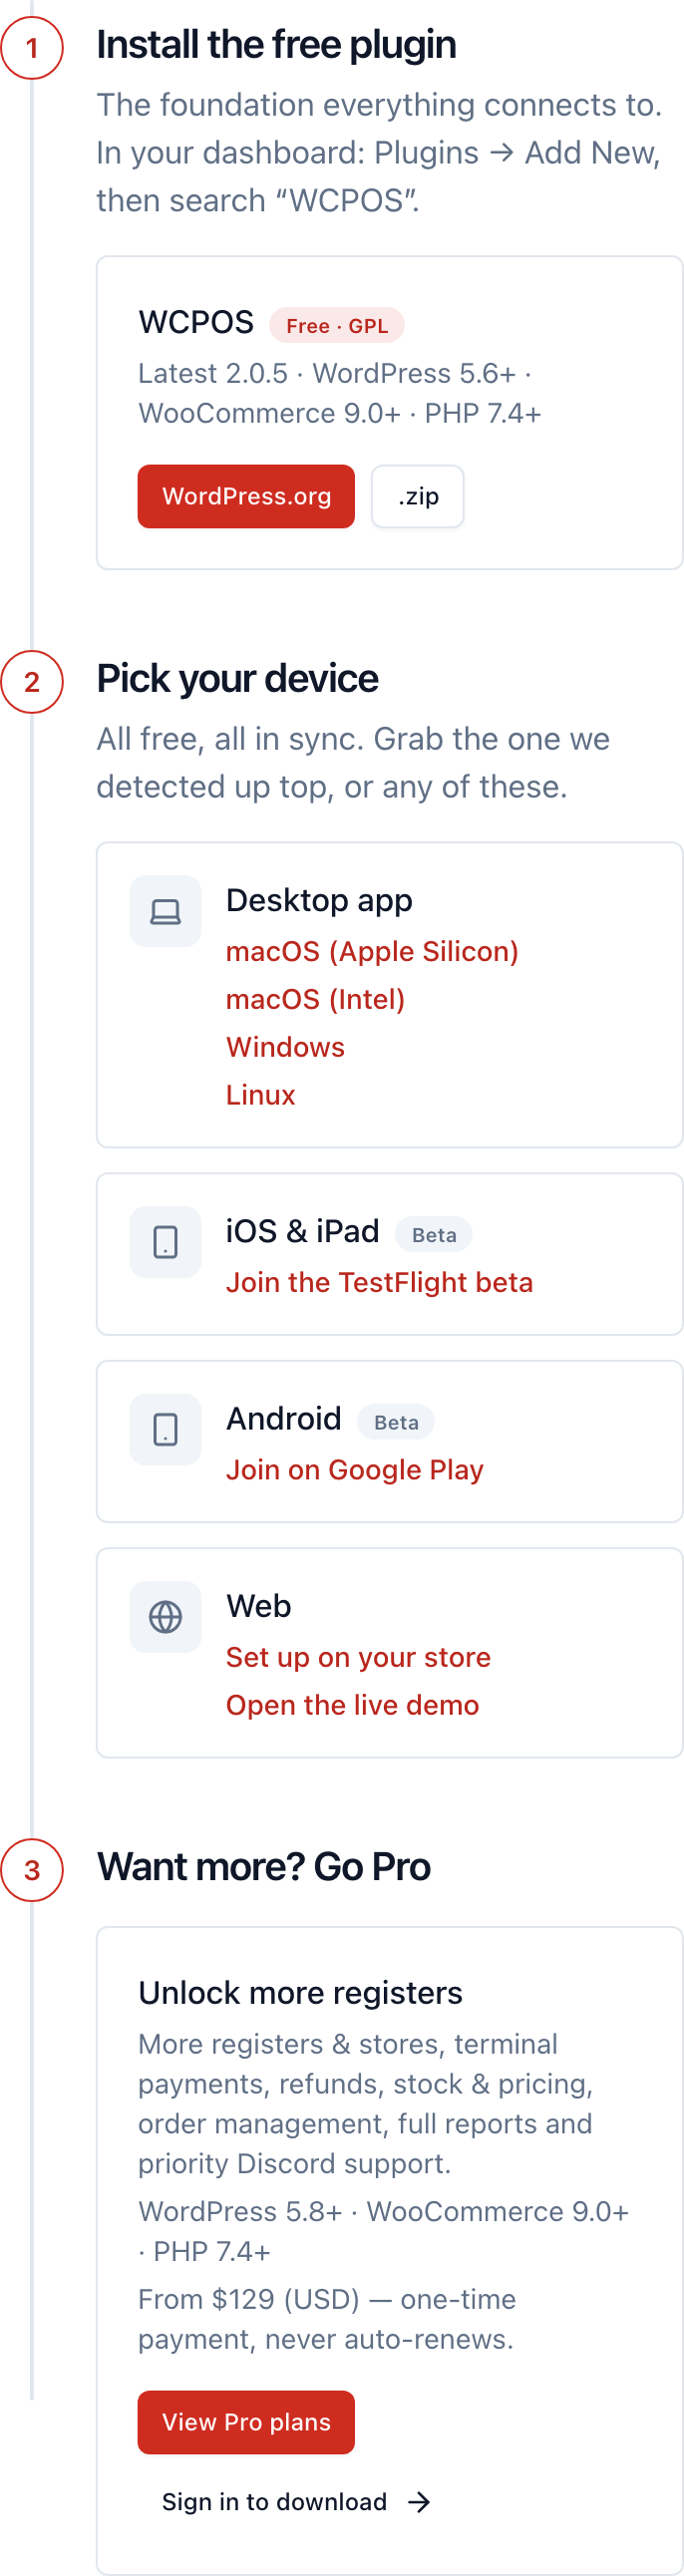 1
Install the free plugin
The foundation everything connects to.
In your dashboard: Plugins → Add New,
then search “WCPOS”.
WCPOS Free · GPL
Latest 2.0.5 · WordPress 5.6+ ·
WooCommerce 9.0+ · PHP 7.4+
WordPress.org .zip
2
Pick your device
All free, all in sync. Grab the one we
detected up top, or any of these.
Desktop app
macOS (Apple Silicon)
macOS (Intel)
Windows
Linux
iOS & iPad Beta
Join the TestFlight beta
Android Beta
Join on Google Play
Web
Set up on your store
Open the live demo
3
Want more? Go Pro
Unlock more registers
More registers & stores, terminal
payments, refunds, stock & pricing,
order management, full reports and
priority Discord support.
WordPress 5.8+ · WooCommerce 9.0+
· PHP 7.4+
From $129 (USD) — one-time
payment, never auto-renews.
View Pro plans
Sign in to download →